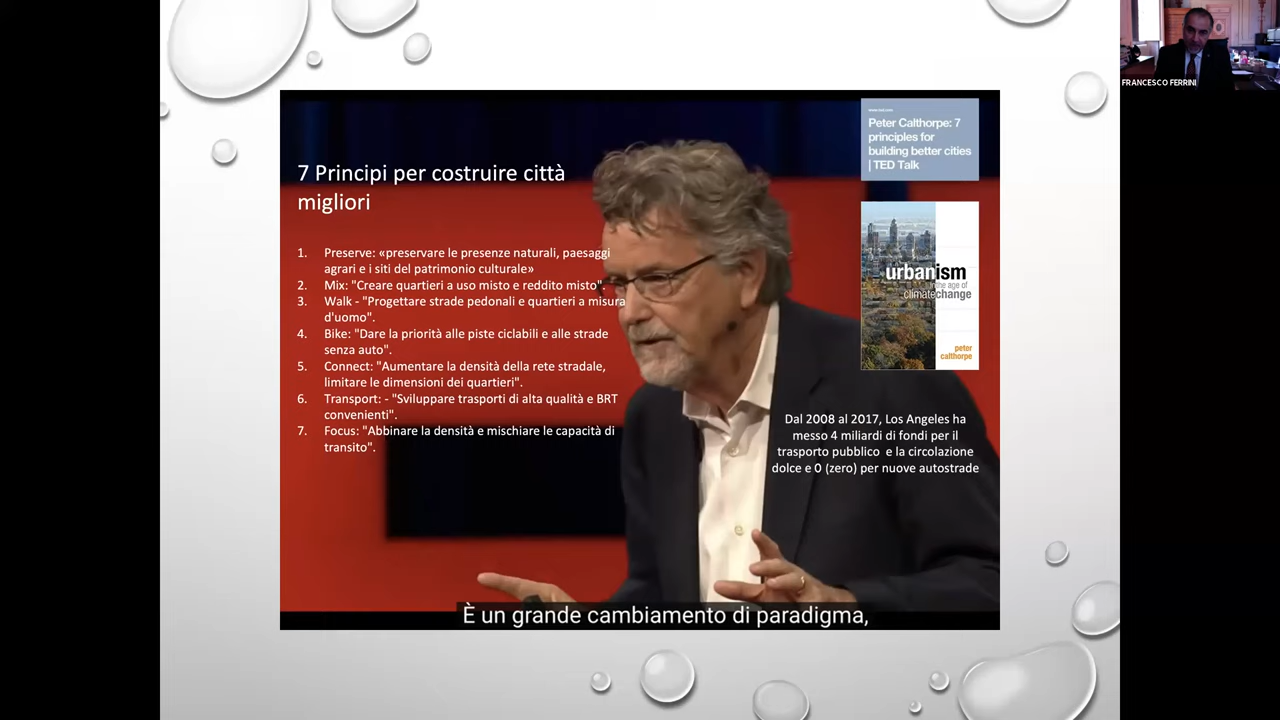 FRANCESCO FERRINI
Peter Calthorpe: 7
principles for
building better cities
| TED Talk
7 Principi per costruire città
migliori
1. Preserve: «preservare le presenze naturali, paesaggi
agrari e i siti del patrimonio culturale»
2. Mix: "Creare quartieri a uso misto e reddito misto".
3. Walk - "Progettare strade pedonali e quartieri a misura
d'uomo".
4. Bike: "Dare la priorità alle piste ciclabili e alle strade
senza auto".
5. Connect: "Aumentare la densità della rete stradale,
limitare le dimensioni dei quartieri".
6. Transport: - "Sviluppare trasporti di alta qualità e BRT
convenienti".
7. Focus: "Abbinare la densità e mischiare le capacità di
transito".
urbanism
in the age of
climatechange
peter
calthorpe
Dal 2008 al 2017, Los Angeles ha
messo 4 miliardi di fondi per il
trasporto pubblico e la circolazione
dolce e 0 (zero) per nuove autostrade
È un grande cambiamento di paradigma,